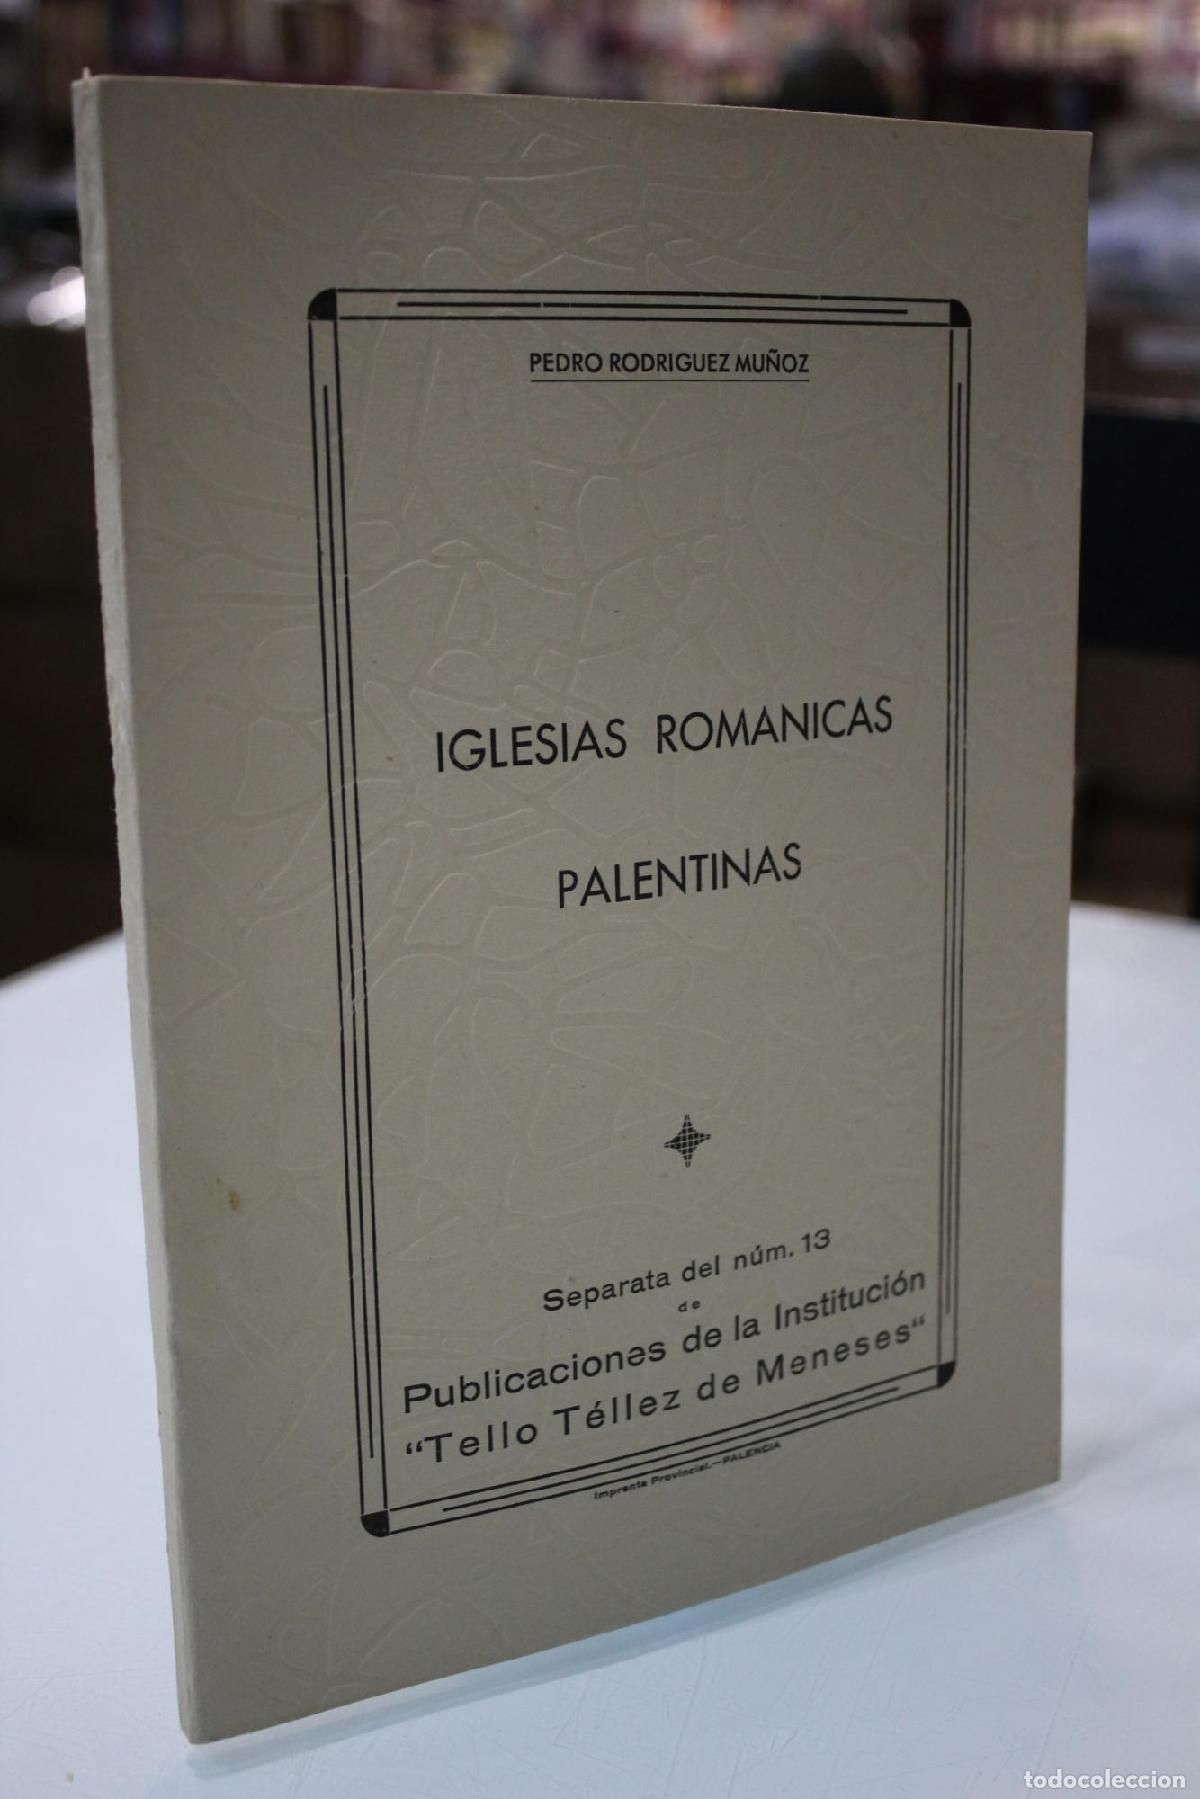 PEDRO RODRIGUEZ MUÑOZ
IGLESIAS ROMANICAS
PALENTINAS
Separata del núm. 13
de
Publicaciones de la Institución
“Tello Téllez de Meneses“
Imprenta Provincial.—PALENCIA
todocoleccion